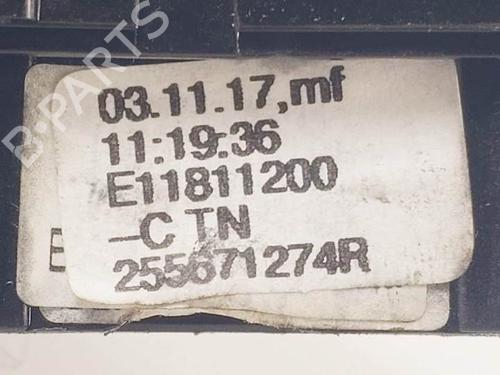 B-PARTS
03.11.17,mf
11:19:36
E11811200
-C TN
255671274R